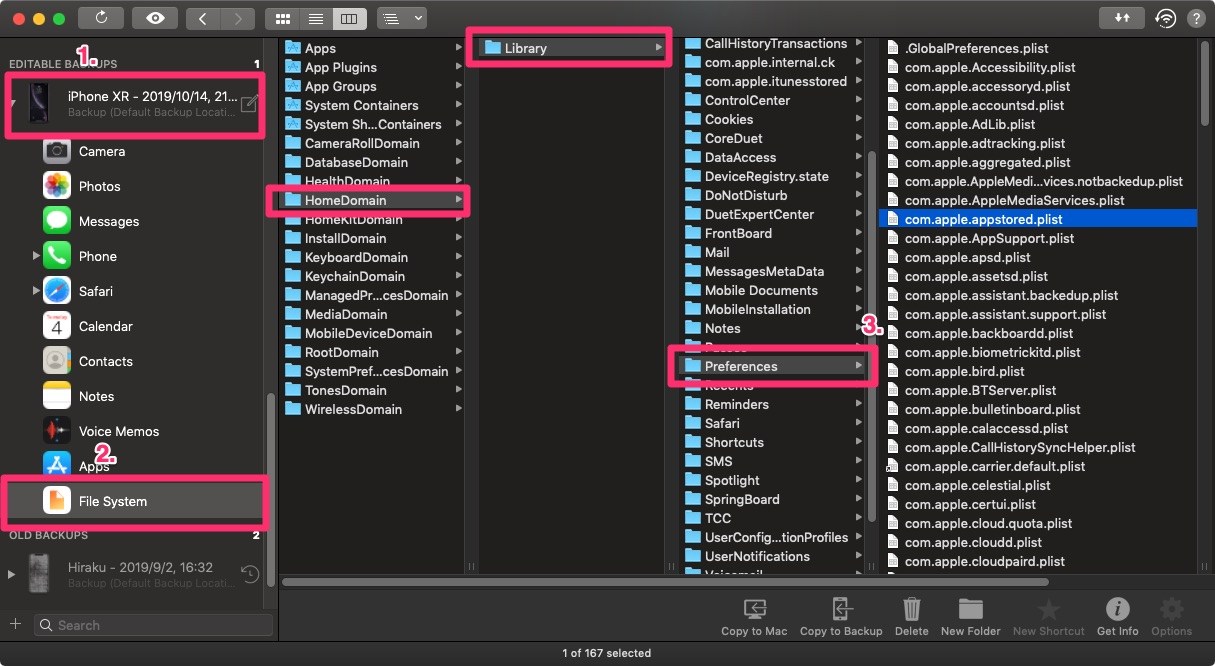 1.
EDITABLE BACKUPS 1
iPhone XR - 2019/10/14, 21...
Backup (Default Backup Locati...
Camera
Photos
Messages
Phone
Safari
Calendar
Contacts
Notes
Voice Memos
2.
Apps
File System
OLD BACKUPS 2
Hiraku - 2019/9/2, 16:32
Backup (Default Backup Locati...
Search
Apps
App Plugins
App Groups
System Containers
System Sh...Containers
CameraRollDomain
DatabaseDomain
HealthDomain
HomeDomain
HomeKitDomain
InstallDomain
KeyboardDomain
KeychainDomain
ManagedPr...cesDomain
MediaDomain
MobileDeviceDomain
RootDomain
SystemPref...cesDomain
TonesDomain
WirelessDomain
Library
CallHistoryTransactions
com.apple.internal.ck
com.apple.itunesstored
ControlCenter
Cookies
CoreDuet
DataAccess
DeviceRegistry.state
DoNotDisturb
DuetExpertCenter
FrontBoard
Mail
MessagesMetaData
Mobile Documents
MobileInstallation
Notes
3.
Preferences
Recents
Reminders
Safari
Shortcuts
SMS
Spotlight
SpringBoard
TCC
UserConfig...tionProfiles
UserNotifications
.GlobalPreferences.plist
com.apple.Accessibility.plist
com.apple.accessoryd.plist
com.apple.accountsd.plist
com.apple.AdLib.plist
com.apple.adtracking.plist
com.apple.aggregated.plist
com.apple.AppleMedi...vices.notbackedup.plist
com.apple.AppleMediaServices.plist
com.apple.appstored.plist
com.apple.AppSupport.plist
com.apple.apsd.plist
com.apple.assetsd.plist
com.apple.assistant.backedup.plist
com.apple.assistant.support.plist
com.apple.backboardd.plist
com.apple.biometrickitd.plist
com.apple.bird.plist
com.apple.BTServer.plist
com.apple.bulletinboard.plist
com.apple.calaccessd.plist
com.apple.CallHistorySyncHelper.plist
com.apple.carrier.default.plist
com.apple.celestial.plist
com.apple.certui.plist
com.apple.cloud.quota.plist
com.apple.cloudd.plist
com.apple.cloudpaird.plist
Copy to Mac Copy to Backup Delete New Folder New Shortcut Get Info Options
1 of 167 selected